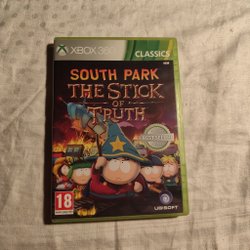 XBOX 360
CLASSICS
SOUTH PARK
THE STICK
OF
TRUTH
18
UBISOFT